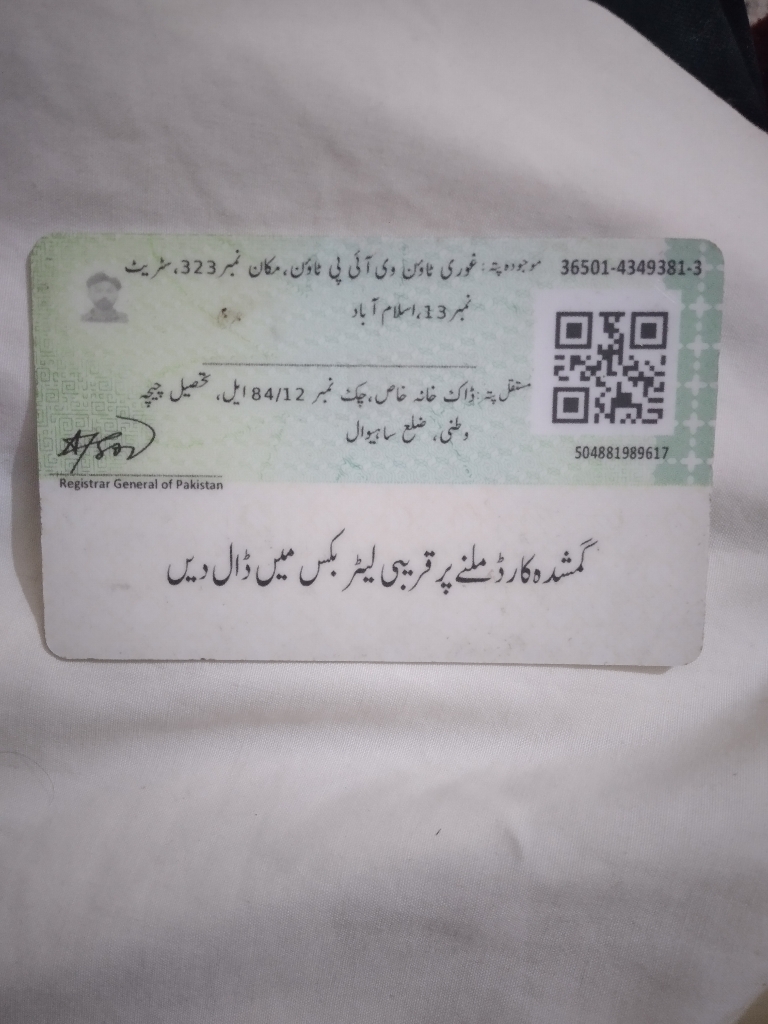 36501-4349381-3
موجودہ پتہ: غوری ٹاؤن وی آئی پی ٹاؤن، مکان نمبر 323، سٹریٹ
نمبر 13، اسلام آباد
مستقل پتہ: ڈاک خانہ خاص، چک نمبر 84/12 ایل، تحصیل چیچہ
وطنی، ضلع ساہیوال
504881989617
Registrar General of Pakistan
گمشدہ کارڈ ملنے پر قریبی لیٹر بکس میں ڈال دیں